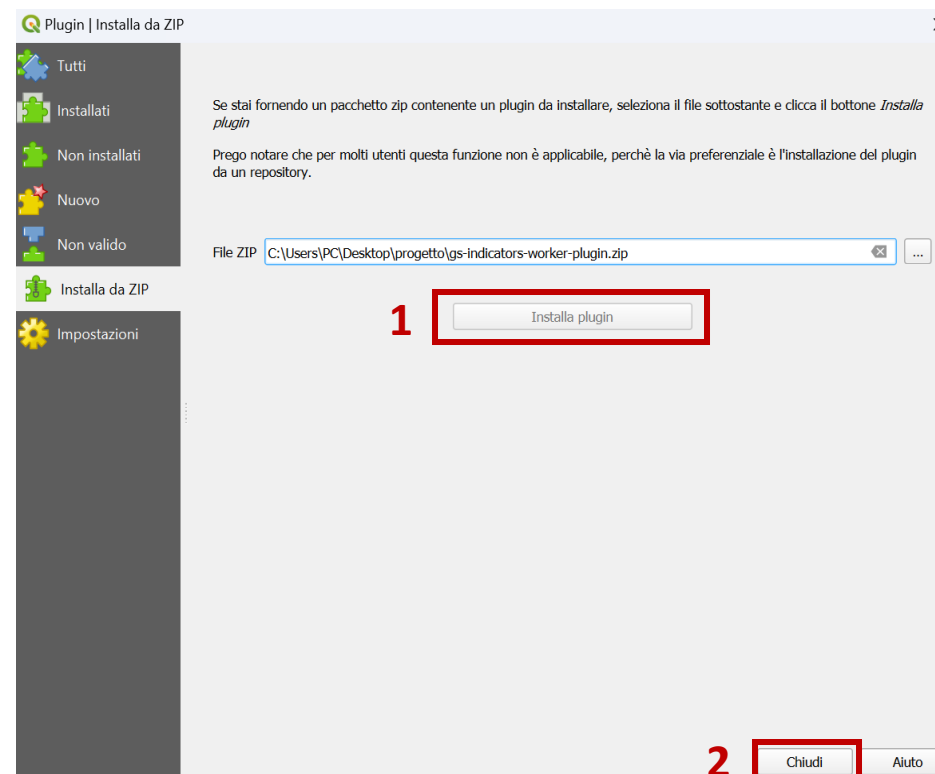 Plugin | Installa da ZIP
Tutti
Installati
Non installati
Nuovo
Non valido
Installa da ZIP
Impostazioni
Se stai fornendo un pacchetto zip contenente un plugin da installare, seleziona il file sottostante e clicca il bottone Installa
plugin
Prego notare che per molti utenti questa funzione non è applicabile, perchè la via preferenziale è l'installazione del plugin
da un repository.
File ZIP C:\Users\PC\Desktop\progetto\gs-indicators-worker-plugin.zip ...
1 Installa plugin
2 Chiudi Aiuto